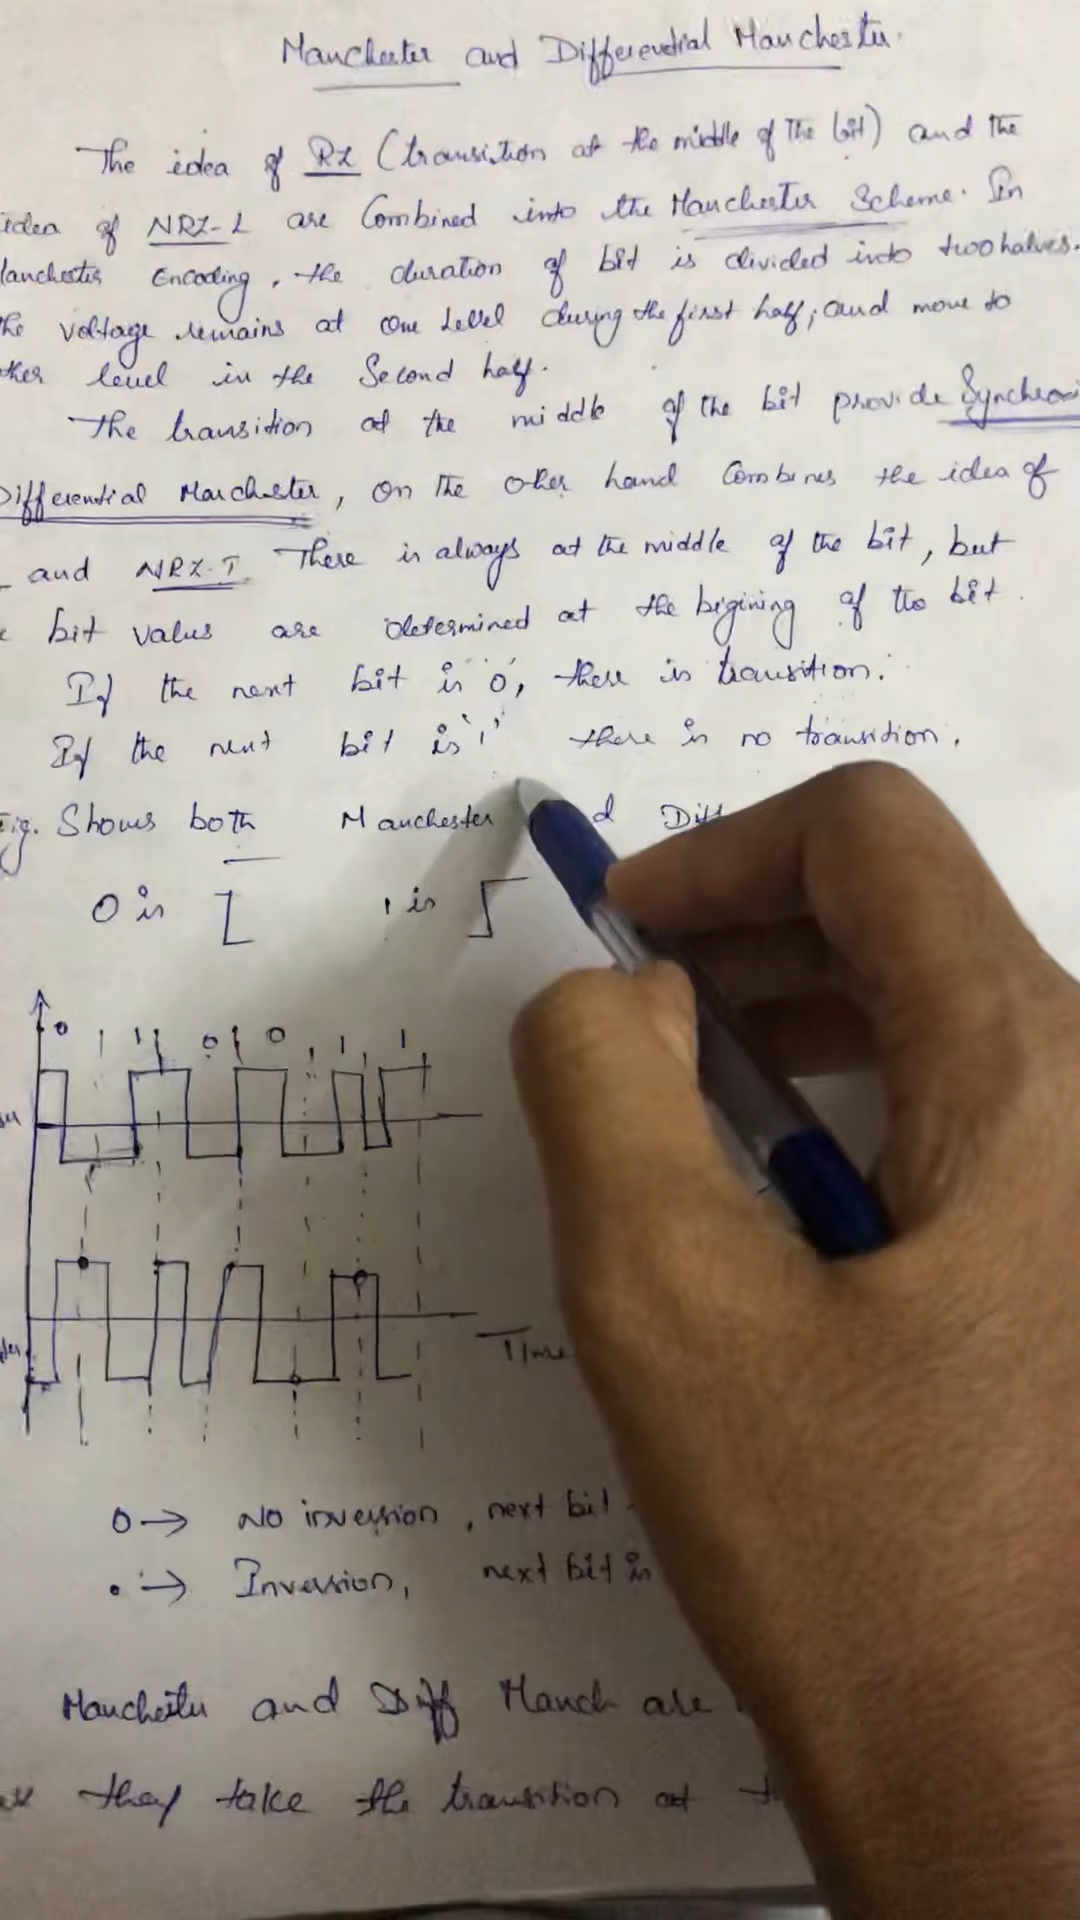 Manchester and Differential Manchester.
The idea of RZ (transition at the middle of the bit) and the
idea of NRZ-L are Combined into the Manchester Scheme. In
Manchester Encoding, the duration of bit is divided into two halves.
The voltage remains at one level during the first half, and move to
other level in the Second half.
The transition at the middle of the bit provide Synchroni
Differential Manchester, on the other hand Combines the idea of
and NRZ-I There is always at the middle of the bit, but
bit values are determined at the bigining of the bit.
If the next bit is '0', there is transition.
If the next bit is '1' there is no transition.
Fig. Shows both Manchester d Diff
0 is 1 is
0 1 0 0 1 1
Time
0→ No inversion, next bit
•→ Inversion, next bit is
Manchester and Diff Manch are
they take the transition at